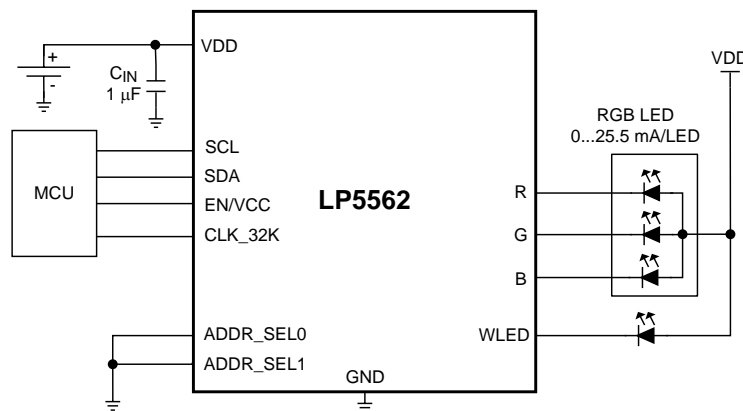 VDD
+
-
C_IN
1 μF
MCU
SCL
SDA
EN/VCC
CLK_32K
ADDR_SEL0
ADDR_SEL1
LP5562
GND
R
G
B
WLED
RGB LED
0...25.5 mA/LED
VDD